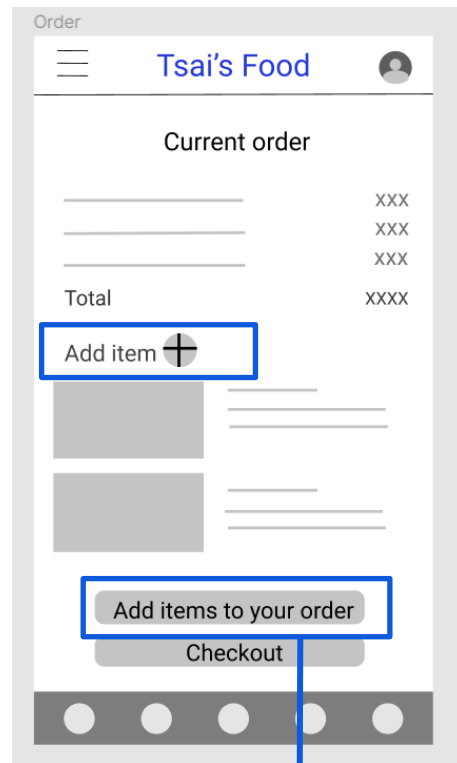 Order
Tsai's Food
Current order
xxx
xxx
xxx
Total xxxx
Add item
Add items to your order
Checkout